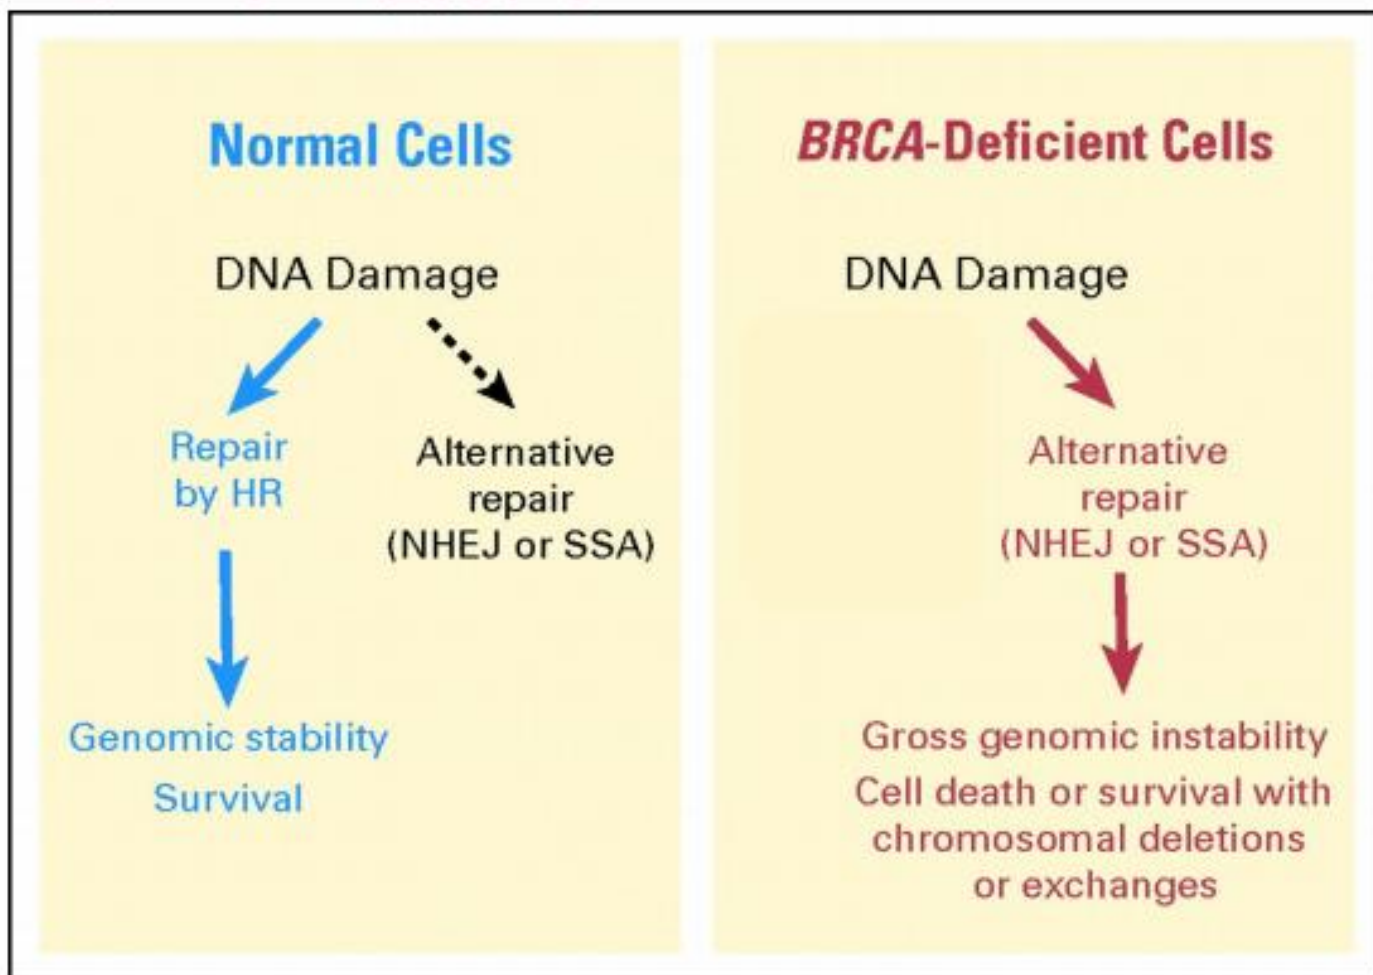 Normal Cells
DNA Damage
Repair
by HR
Alternative
repair
(NHEJ or SSA)
Genomic stability
Survival
BRCA-Deficient Cells
DNA Damage
Alternative
repair
(NHEJ or SSA)
Gross genomic instability
Cell death or survival with
chromosomal deletions
or exchanges